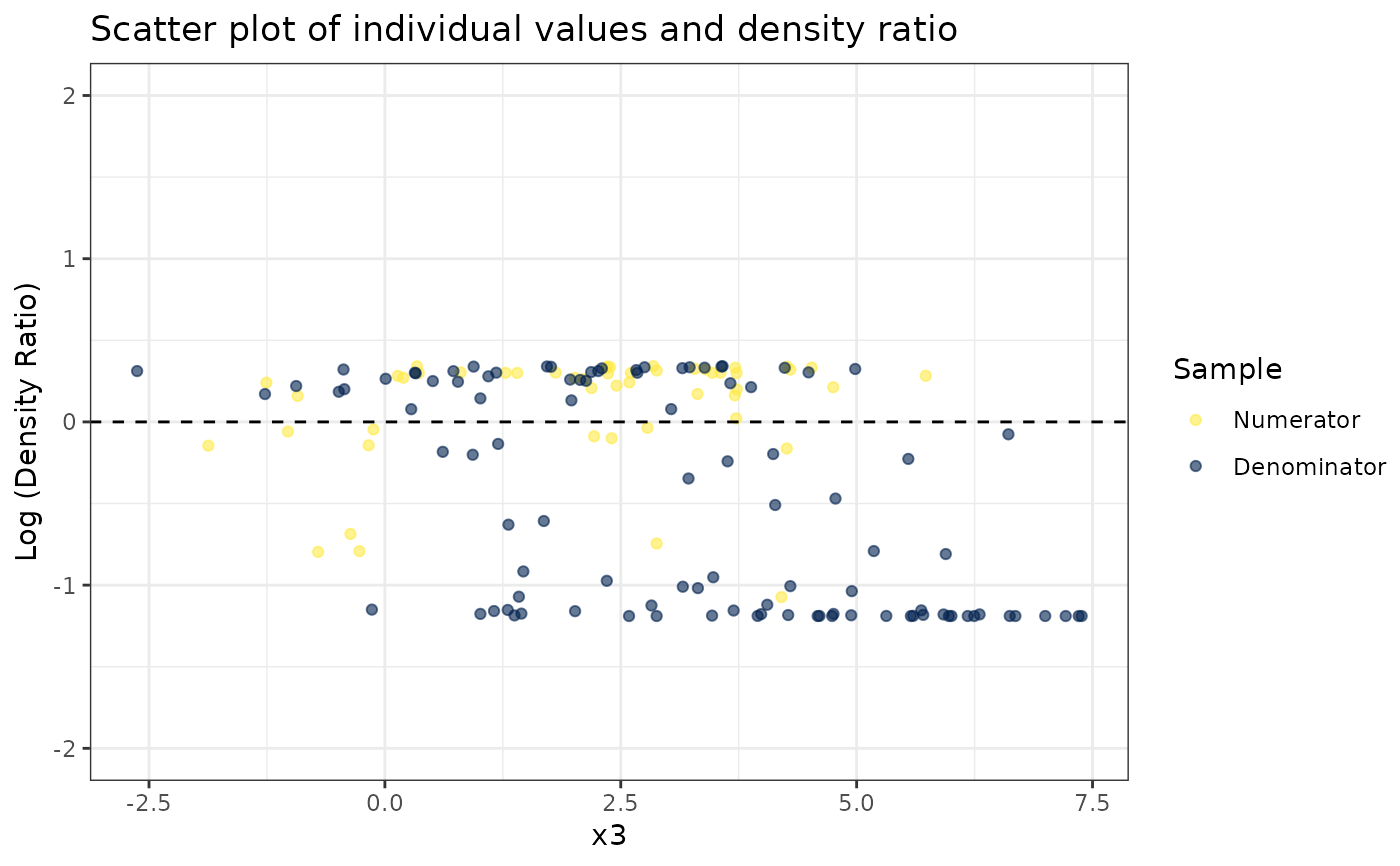 Scatter plot of individual values and density ratio
Log (Density Ratio)
2
1
0
-1
-2
-2.5 0.0 2.5 5.0 7.5
x3
Sample
Numerator
Denominator